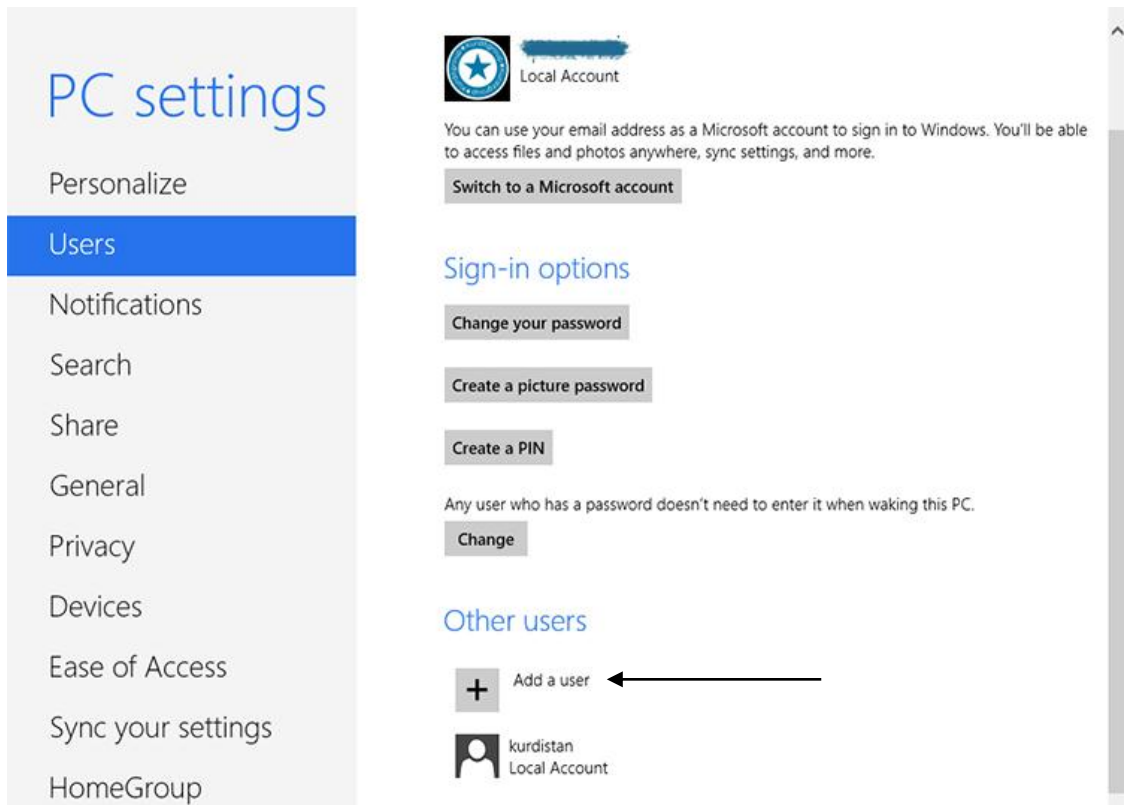 PC settings
Personalize
Users
Notifications
Search
Share
General
Privacy
Devices
Ease of Access
Sync your settings
HomeGroup
Local Account
You can use your email address as a Microsoft account to sign in to Windows. You'll be able
to access files and photos anywhere, sync settings, and more.
Switch to a Microsoft account
Sign-in options
Change your password
Create a picture password
Create a PIN
Any user who has a password doesn't need to enter it when waking this PC.
Change
Other users
Add a user
kurdistan
Local Account